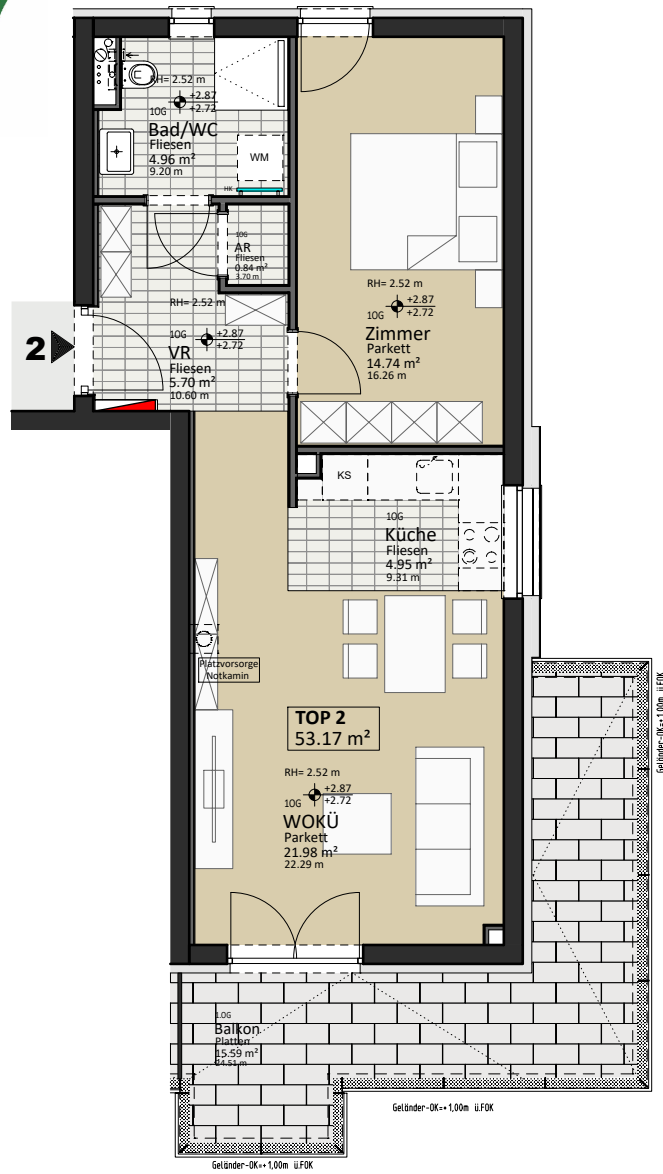 RH= 2.52 m
+2.87
+2.72
10G
Bad/WC
Fliesen
4.96 m²
9.20 m
WM
HK
10G
AR
Fliesen
0.84 m²
3.70 m
RH= 2.52 m
10G
+2.87
+2.72
VR
Fliesen
5.70 m²
10.60 m
2
RH= 2.52 m
+2.87
+2.72
10G
Zimmer
Parkett
14.74 m²
16.26 m
KS
10G
Küche
Fliesen
4.95 m²
9.31 m
Platzvorsorge
Notkamin
TOP 2
53.17 m²
RH= 2.52 m
+2.87
+2.72
10G
WOKÜ
Parkett
21.98 m²
22.29 m
1.OG
Balkon
Platten
15.59 m²
24.51 m
Geländer-OK=+1,00m ü.FOK
Geländer-OK=+1,00m ü.FOK
Geländer-OK=+1,00m ü.FOK